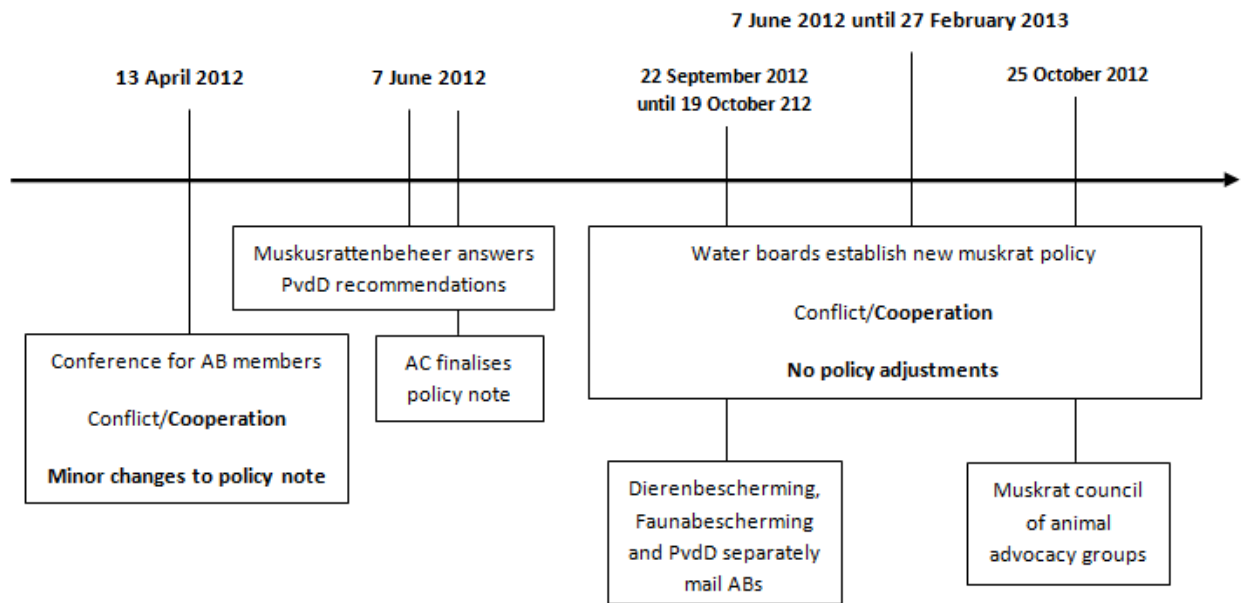 7 June 2012 until 27 February 2013
13 April 2012
7 June 2012
22 September 2012
until 19 October 212
25 October 2012
Muskusrattenbeheer answers
PvdD recommendations
Water boards establish new muskrat policy
Conflict/Cooperation
No policy adjustments
Conference for AB members
Conflict/Cooperation
Minor changes to policy note
AC finalises
policy note
Dierenbescherming,
Faunabescherming
and PvdD separately
mail ABs
Muskrat council
of animal
advocacy groups